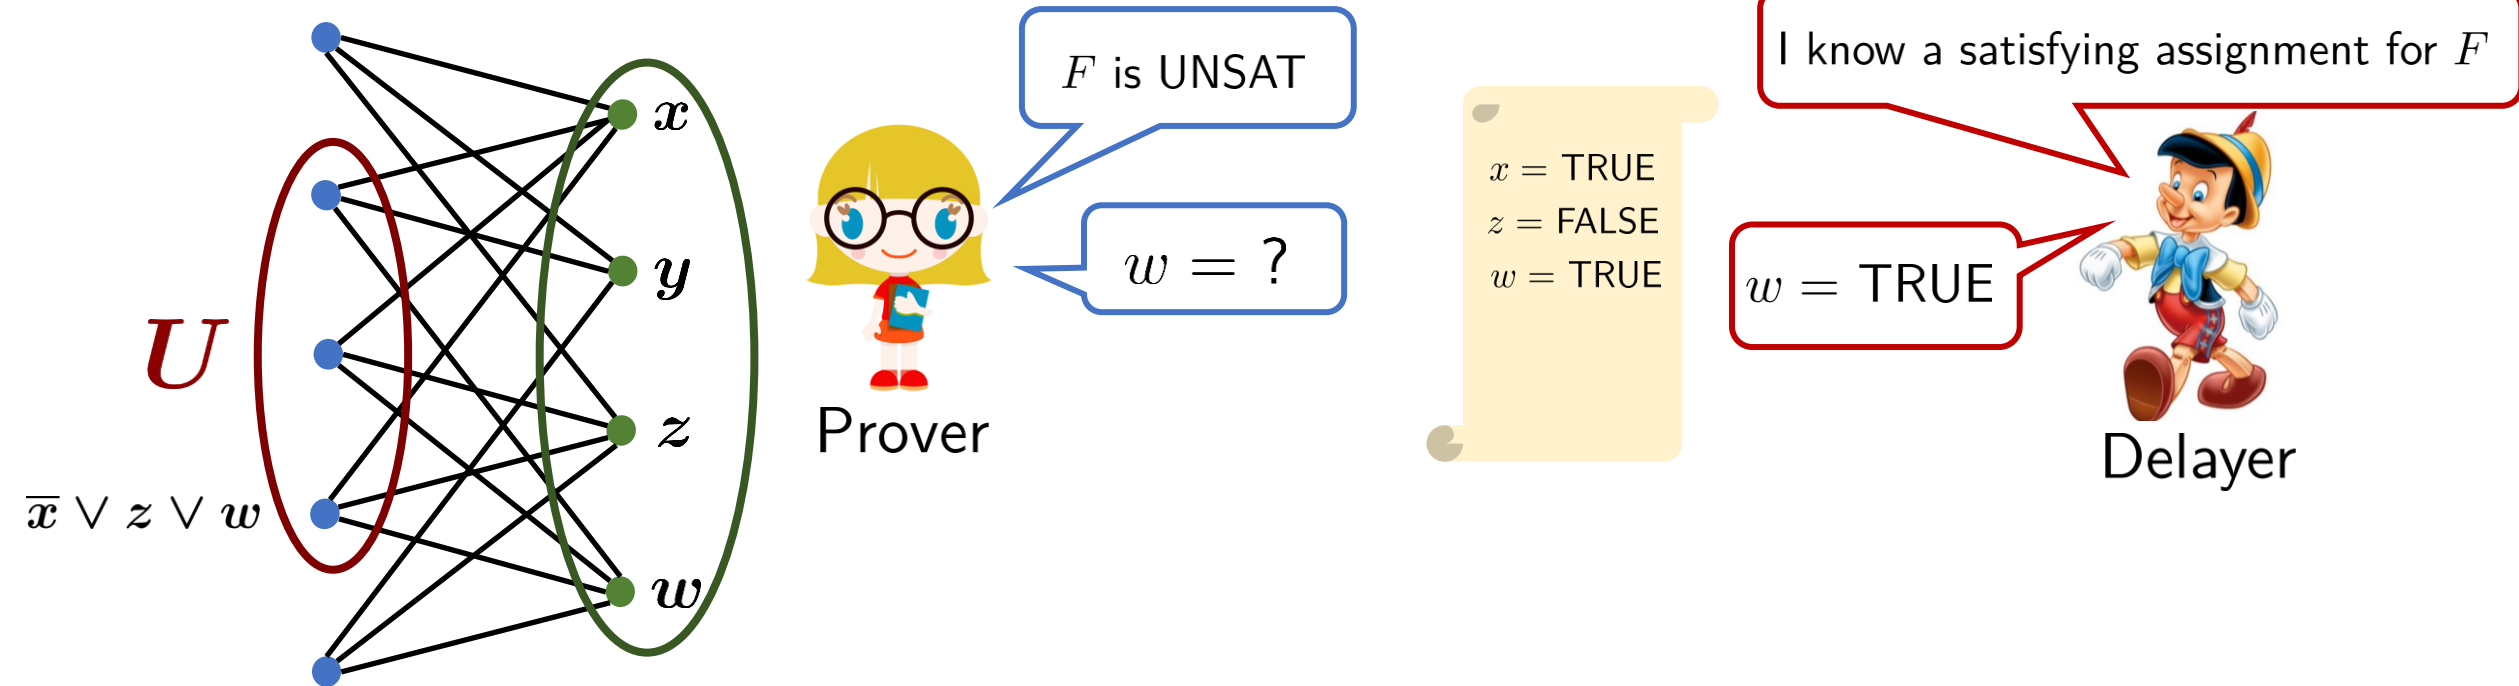 x
y
z
w
U
x̅ ∨ z ∨ w
F is UNSAT
w = ?
Prover
x = TRUE
z = FALSE
w = TRUE
I know a satisfying assignment for F
w = TRUE
Delayer